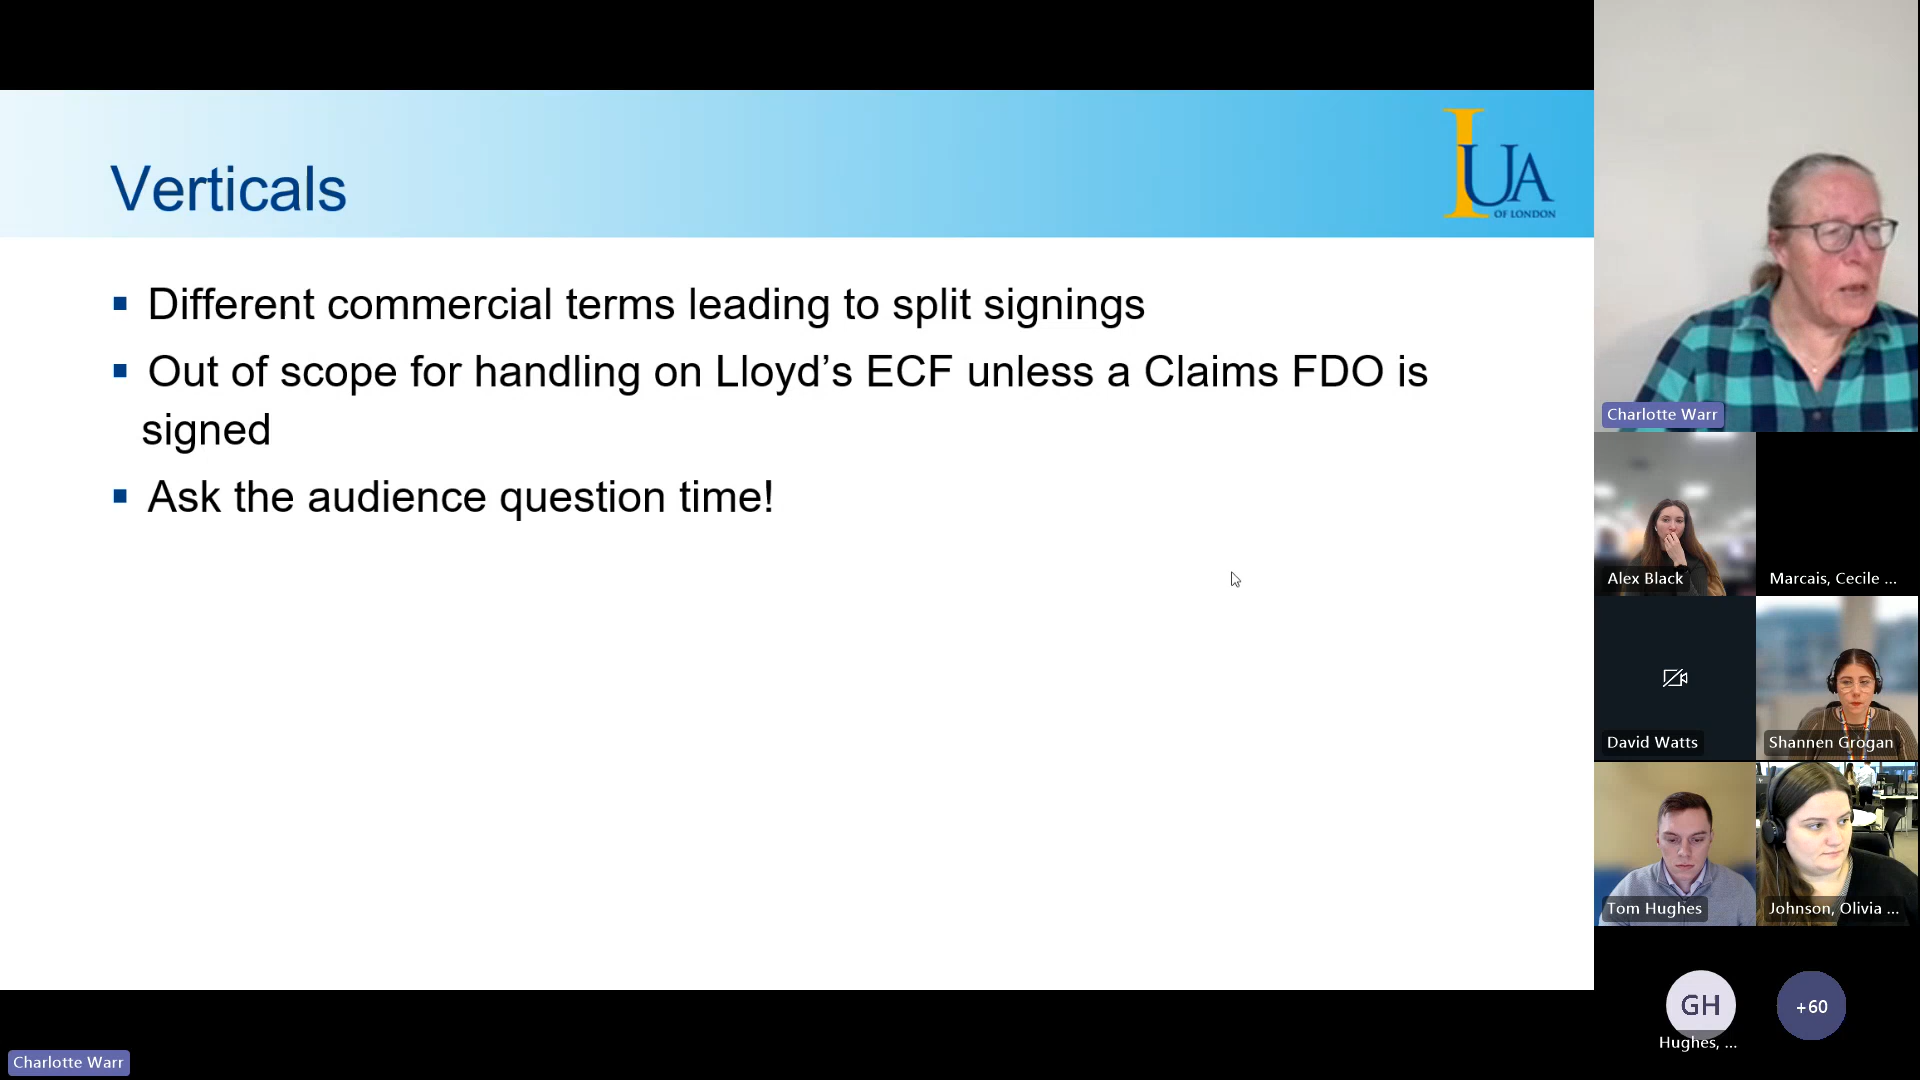 Verticals
IUA
OF LONDON
▪ Different commercial terms leading to split signings
▪ Out of scope for handling on Lloyd’s ECF unless a Claims FDO is
signed
▪ Ask the audience question time!
Charlotte Warr
Alex Black
Marcais, Cecile ...
David Watts
Shannen Grogan
Tom Hughes
Johnson, Olivia ...
GH
Hughes, ...
+60
Charlotte Warr